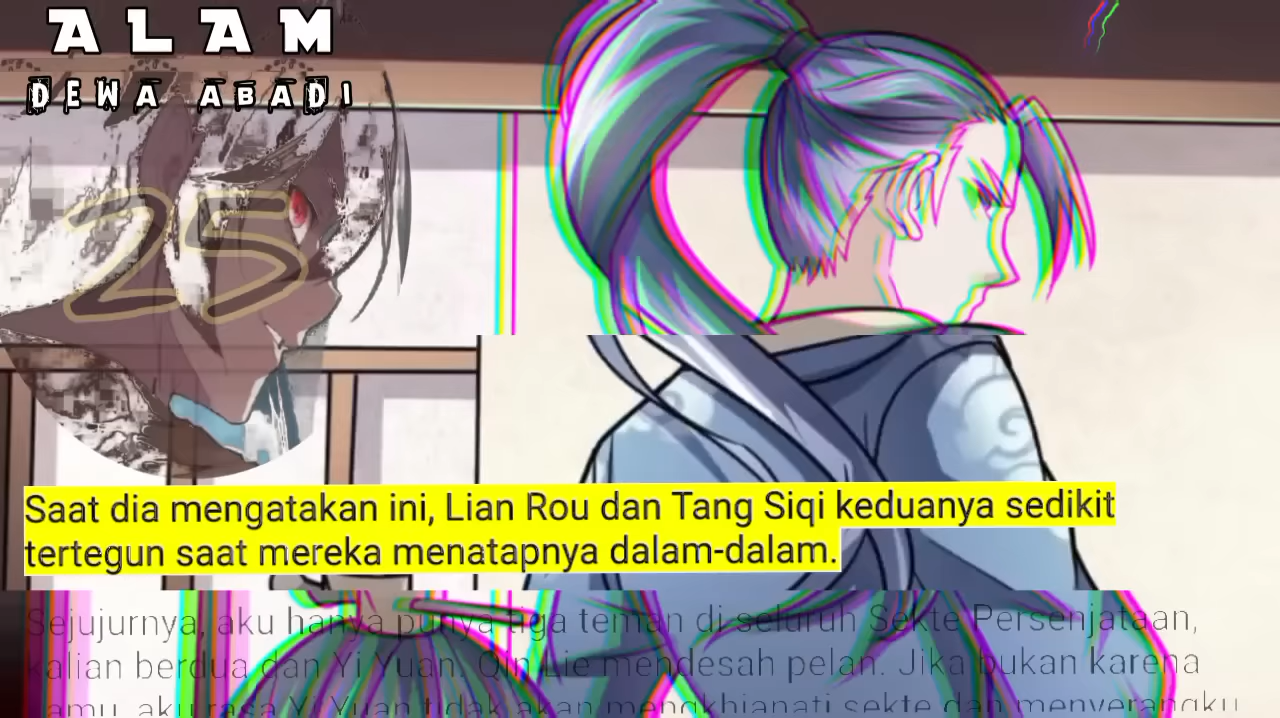 ALAM
DEWA ABADI
25
Saat dia mengatakan ini, Lian Rou dan Tang Siqi keduanya sedikit
tertegun saat mereka menatapnya dalam-dalam.
Sejujurnya, aku hanya punya tiga teman di seluruh Sekte Persenjataan,
kalian berdua dan Yi Yuan. Qin Lie mendesah pelan. Jika bukan karena
kamu, aku rasa Yi Yuan tidak akan mengkhianati sekte dan menyerangku